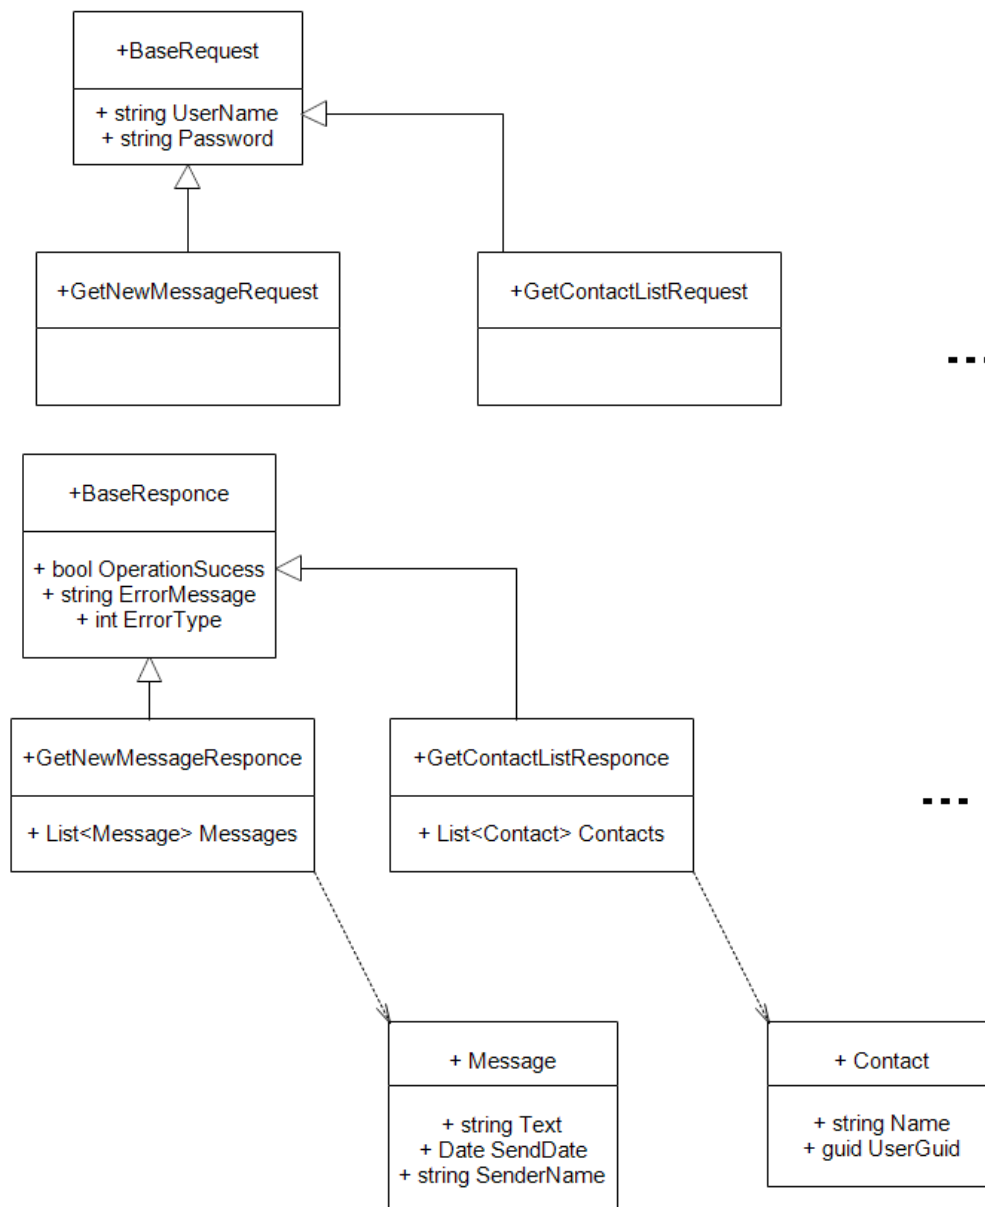 +BaseRequest
+ string UserName
+ string Password
+GetNewMessageRequest
+GetContactListRequest
+BaseResponce
+ bool OperationSucess
+ string ErrorMessage
+ int ErrorType
+GetNewMessageResponce
+ List<Message> Messages
+GetContactListResponce
+ List<Contact> Contacts
+ Message
+ string Text
+ Date SendDate
+ string SenderName
+ Contact
+ string Name
+ guid UserGuid